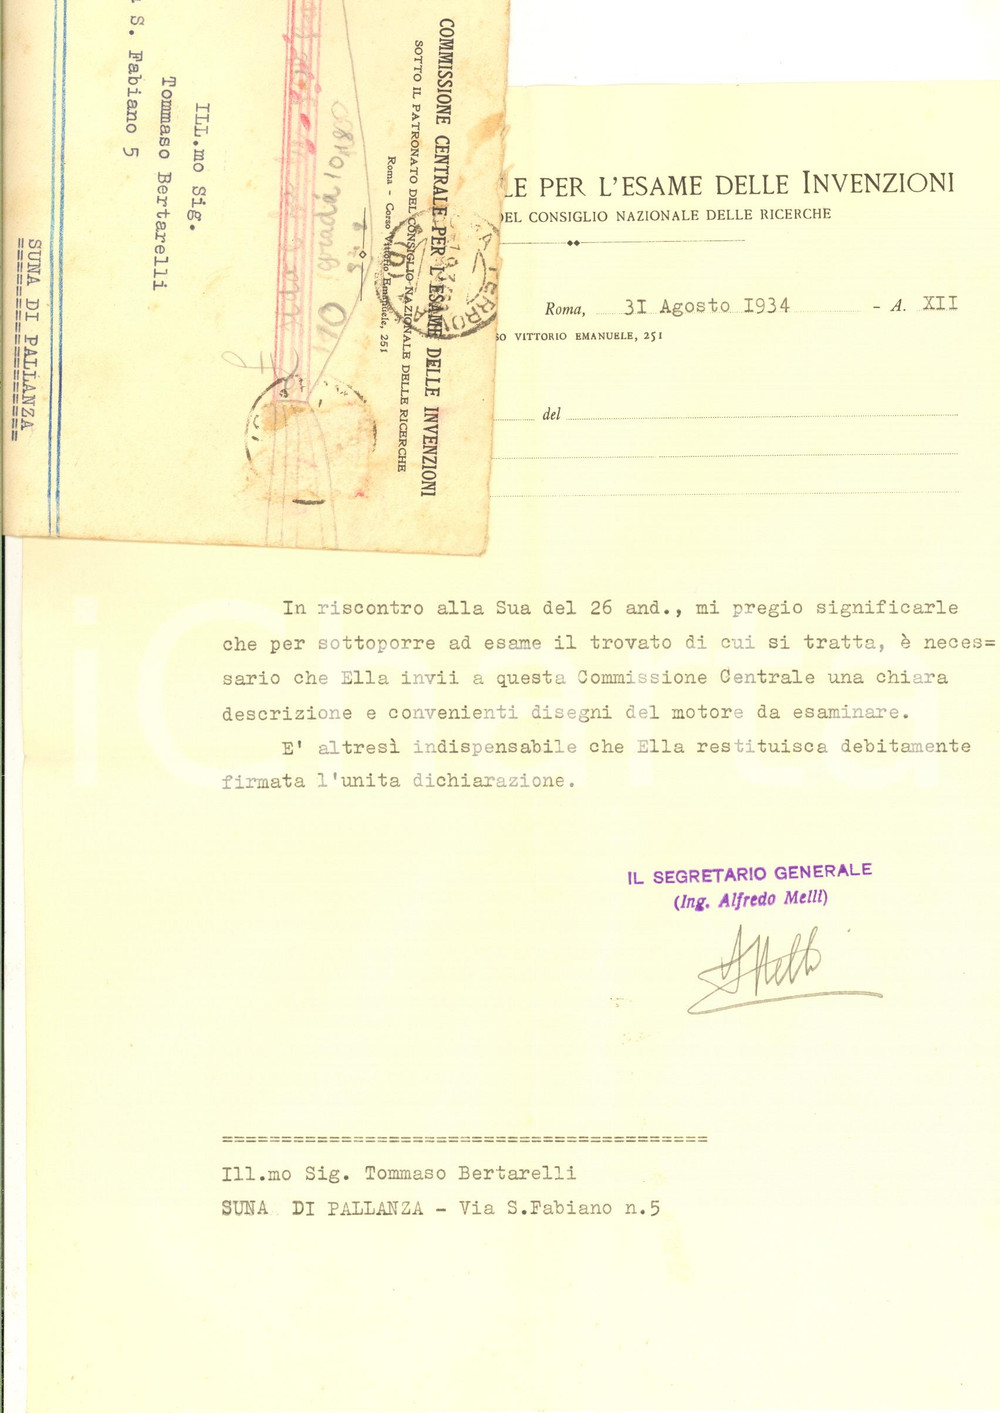 COMMISSIONE CENTRALE PER L'ESAME DELLE INVENZIONI
SOTTO IL PATRONATO DEL CONSIGLIO NAZIONALE DELLE RICERCHE
Roma - Corso Vittorio Emanuele, 251
ILL.mo Sig.
Tommaso Bertarelli
S. Fabiano 5
SUNA DI PALLANZA
LE PER L'ESAME DELLE INVENZIONI
DEL CONSIGLIO NAZIONALE DELLE RICERCHE
Roma, 3I Agosto I934 - A. XII
SO VITTORIO EMANUELE, 251
del
In riscontro alla Sua del 26 and., mi pregio significarle
che per sottoporre ad esame il trovato di cui si tratta, è neces=
sario che Ella invii a questa Commissione Centrale una chiara
descrizione e convenienti disegni del motore da esaminare.
E' altresì indispensabile che Ella restituisca debitamente
firmata l'unita dichiarazione.
IL SEGRETARIO GENERALE
(Ing. Alfredo Melli)
AMelli
=========================================
Ill.mo Sig. Tommaso Bertarelli
SUNA DI PALLANZA - Via S.Fabiano n.5